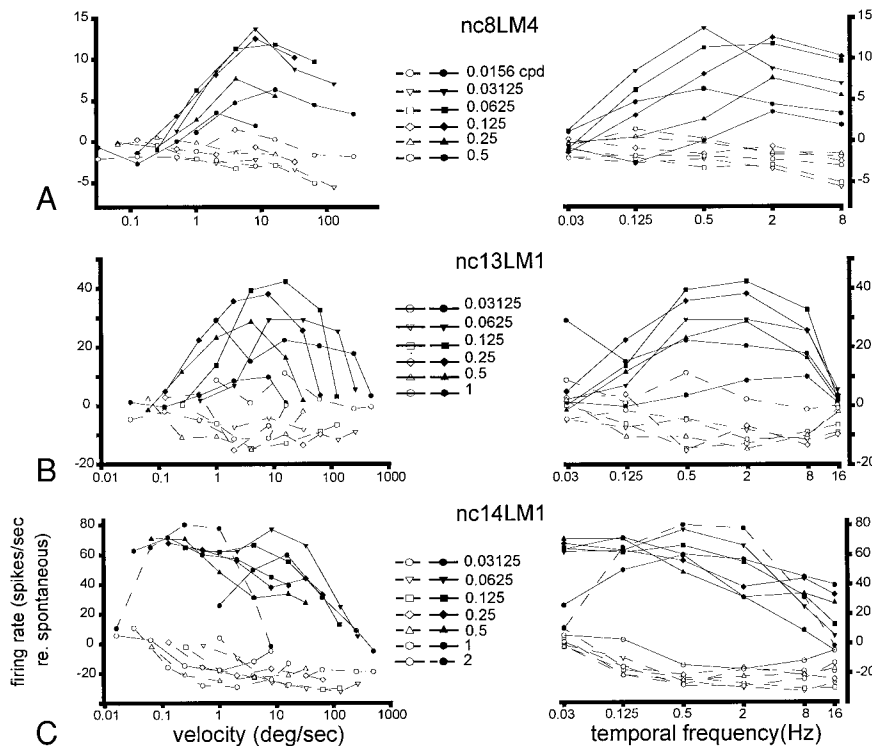 nc8LM4
15
10
5
0
-5
0.1 1 10 100
A
0.0156 cpd
0.03125
0.0625
0.125
0.25
0.5
15
10
5
0
-5
0.03 0.125 0.5 2 8
nc13LM1
40
20
0
-20
0.01 0.1 1 10 100 1000
B
0.03125
0.0625
0.125
0.25
0.5
1
40
20
0
-20
0.03 0.125 0.5 2 8 16
nc14LM1
firing rate (spikes/sec
re. spontaneous)
80
60
40
20
0
-20
0.01 0.1 1 10 100 1000
C
velocity (deg/sec)
0.03125
0.0625
0.125
0.25
0.5
1
2
80
60
40
20
0
-20
0.03 0.125 0.5 2 8 16
temporal frequency(Hz)